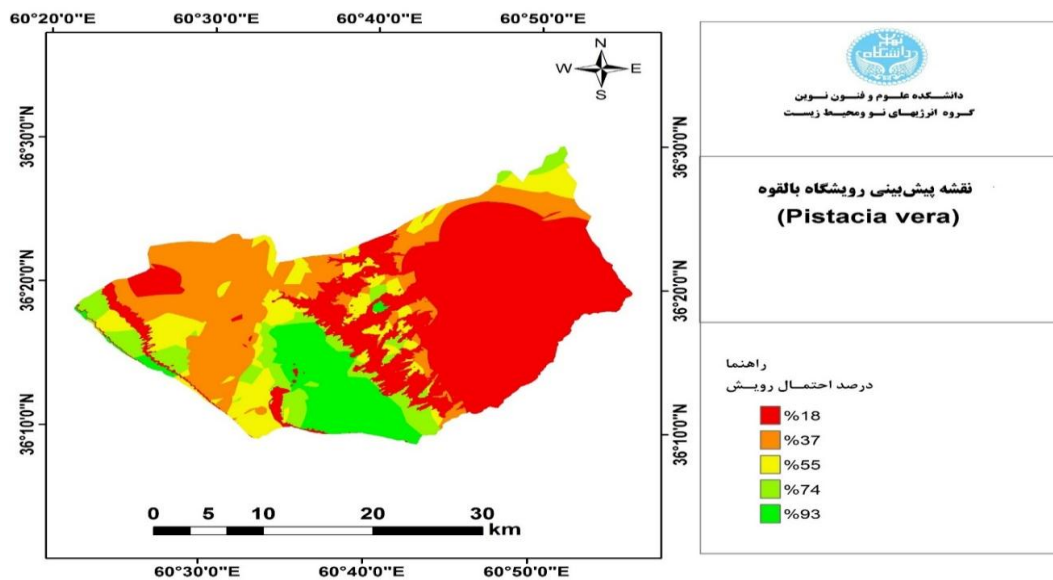 60°20'0"E 60°30'0"E 60°40'0"E 60°50'0"E
36°30'0"N
36°20'0"N
36°10'0"N
N
W E
S
36°30'0"N
36°20'0"N
36°10'0"N
0 5 10 20 30
km
60°30'0"E 60°40'0"E 60°50'0"E
دانشگاه تهران
دانشکده علوم و فنون نوین
گروه انرژیهای نو ومحیط زیست
نقشه پیش‌بینی رویشگاه بالقوه
(Pistacia vera)
راهنما
درصد احتمال رویش
%18
%37
%55
%74
%93